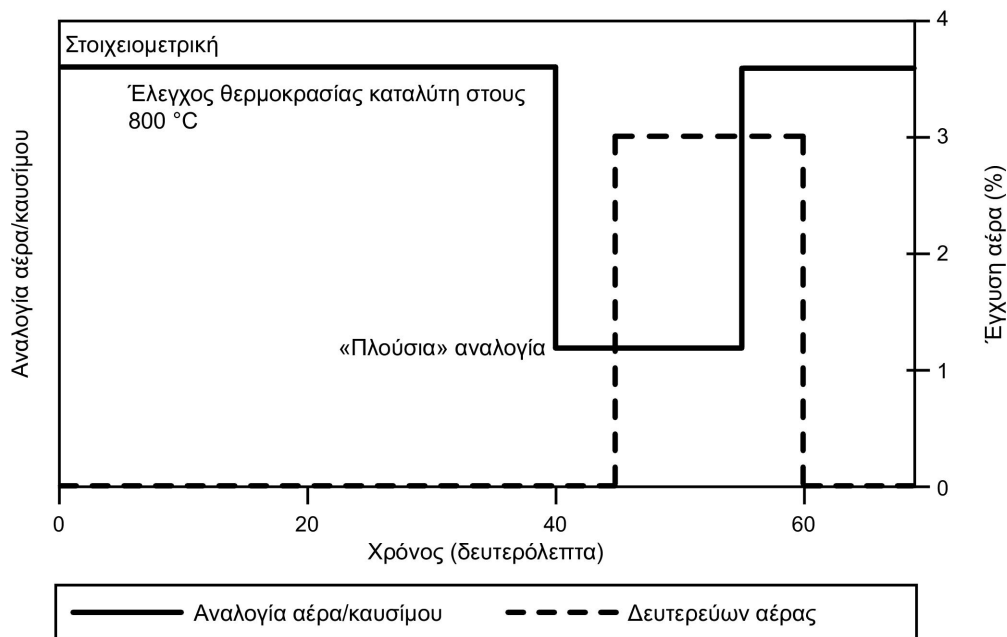 Στοιχειομετρική
Έλεγχος θερμοκρασίας καταλύτη στους
800 °C
«Πλούσια» αναλογία
Αναλογία αέρα/καυσίμου
4
3
2
1
0
Έγχυση αέρα (%)
0 20 40 60
Χρόνος (δευτερόλεπτα)
Αναλογία αέρα/καυσίμου Δευτερεύων αέρας